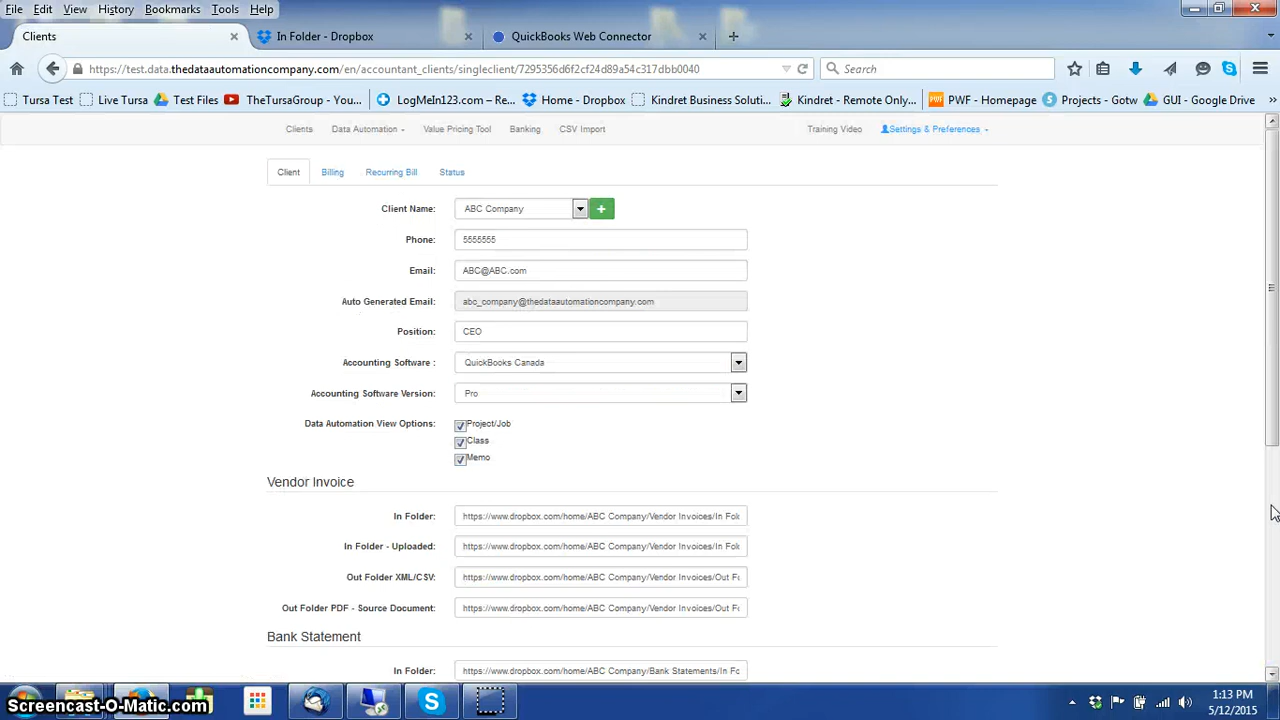 File Edit View History Bookmarks Tools Help
Clients In Folder - Dropbox QuickBooks Web Connector
https://test.data.thedataautomationcompany.com/en/accountant_clients/singleclient/7295356d6f2cf24d89a54c317dbb0040 Search
Tursa Test Live Tursa Test Files TheTursaGroup - You... LogMeIn123.com – Re... Home - Dropbox Kindret Business Soluti... Kindret - Remote Only... PWF - Homepage Projects - Gotw GUI - Google Drive »
Clients Data Automation Value Pricing Tool Banking CSV Import Training Video Settings & Preferences
Client Billing Recurring Bill Status
Client Name: ABC Company +
Phone: 5555555
Email: ABC@ABC.com
Auto Generated Email: abc_company@thedataautomationcompany.com
Position: CEO
Accounting Software : QuickBooks Canada
Accounting Software Version: Pro
Data Automation View Options: Project/Job
Class
Memo
Vendor Invoice
In Folder: https://www.dropbox.com/home/ABC Company/Vendor Invoices/In Fol
In Folder - Uploaded: https://www.dropbox.com/home/ABC Company/Vendor Invoices/In Fol
Out Folder XML/CSV: https://www.dropbox.com/home/ABC Company/Vendor Invoices/Out F
Out Folder PDF - Source Document: https://www.dropbox.com/home/ABC Company/Vendor Invoices/Out F
Bank Statement
In Folder: https://www.dropbox.com/home/ABC Company/Bank Statements/In Fo
1:13 PM
5/12/2015
Screencast-O-Matic.com